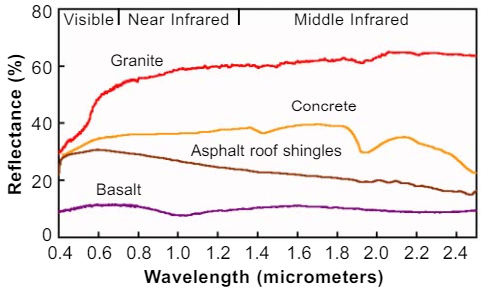 80
Visible Near Infrared Middle Infrared
Granite
60
Concrete
40
Asphalt roof shingles
20
Basalt
0
0.4 0.6 0.8 1.0 1.2 1.4 1.6 1.8 2.0 2.2 2.4
Reflectance (%)
Wavelength (micrometers)